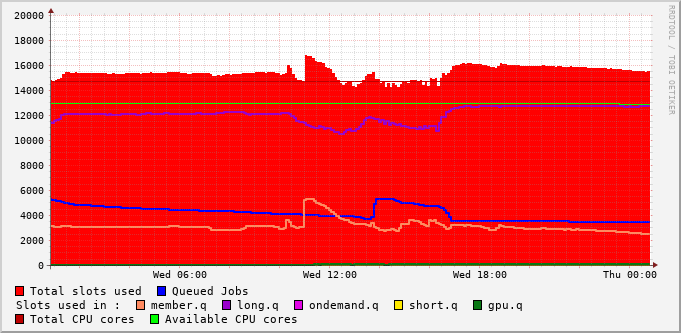 20000
18000
16000
14000
12000
10000
8000
6000
4000
2000
0
Wed 06:00 Wed 12:00 Wed 18:00 Thu 00:00
Total slots used Queued Jobs
Slots used in : member.q long.q ondemand.q short.q gpu.q
Total CPU cores Available CPU cores
RRDTOOL / TOBI OETIKER